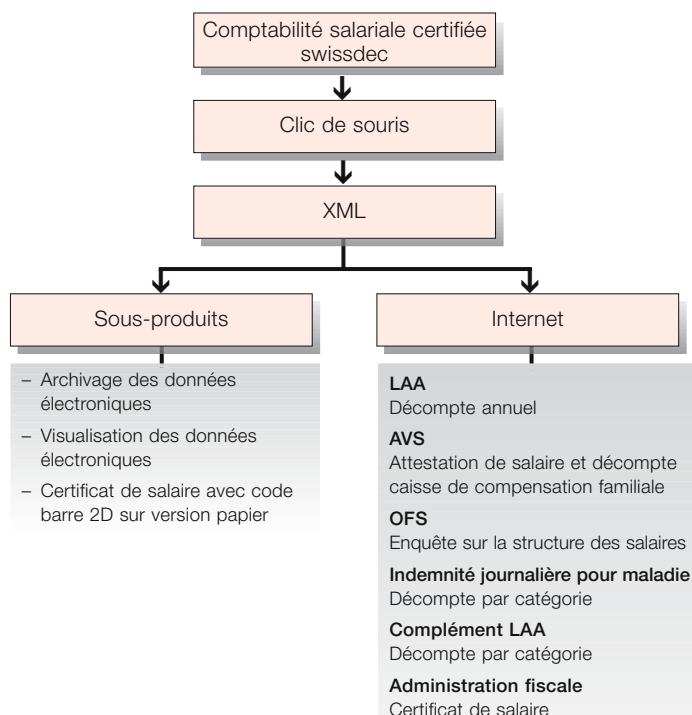 Comptabilité salariale certifiée
swissdec
Clic de souris
XML
Sous-produits
– Archivage des données
électroniques
– Visualisation des données
électroniques
– Certificat de salaire avec code
barre 2D sur version papier
Internet
LAA
Décompte annuel
AVS
Attestation de salaire et décompte
caisse de compensation familiale
OFS
Enquête sur la structure des salaires
Indemnité journalière pour maladie
Décompte par catégorie
Complément LAA
Décompte par catégorie
Administration fiscale
Certificat de salaire